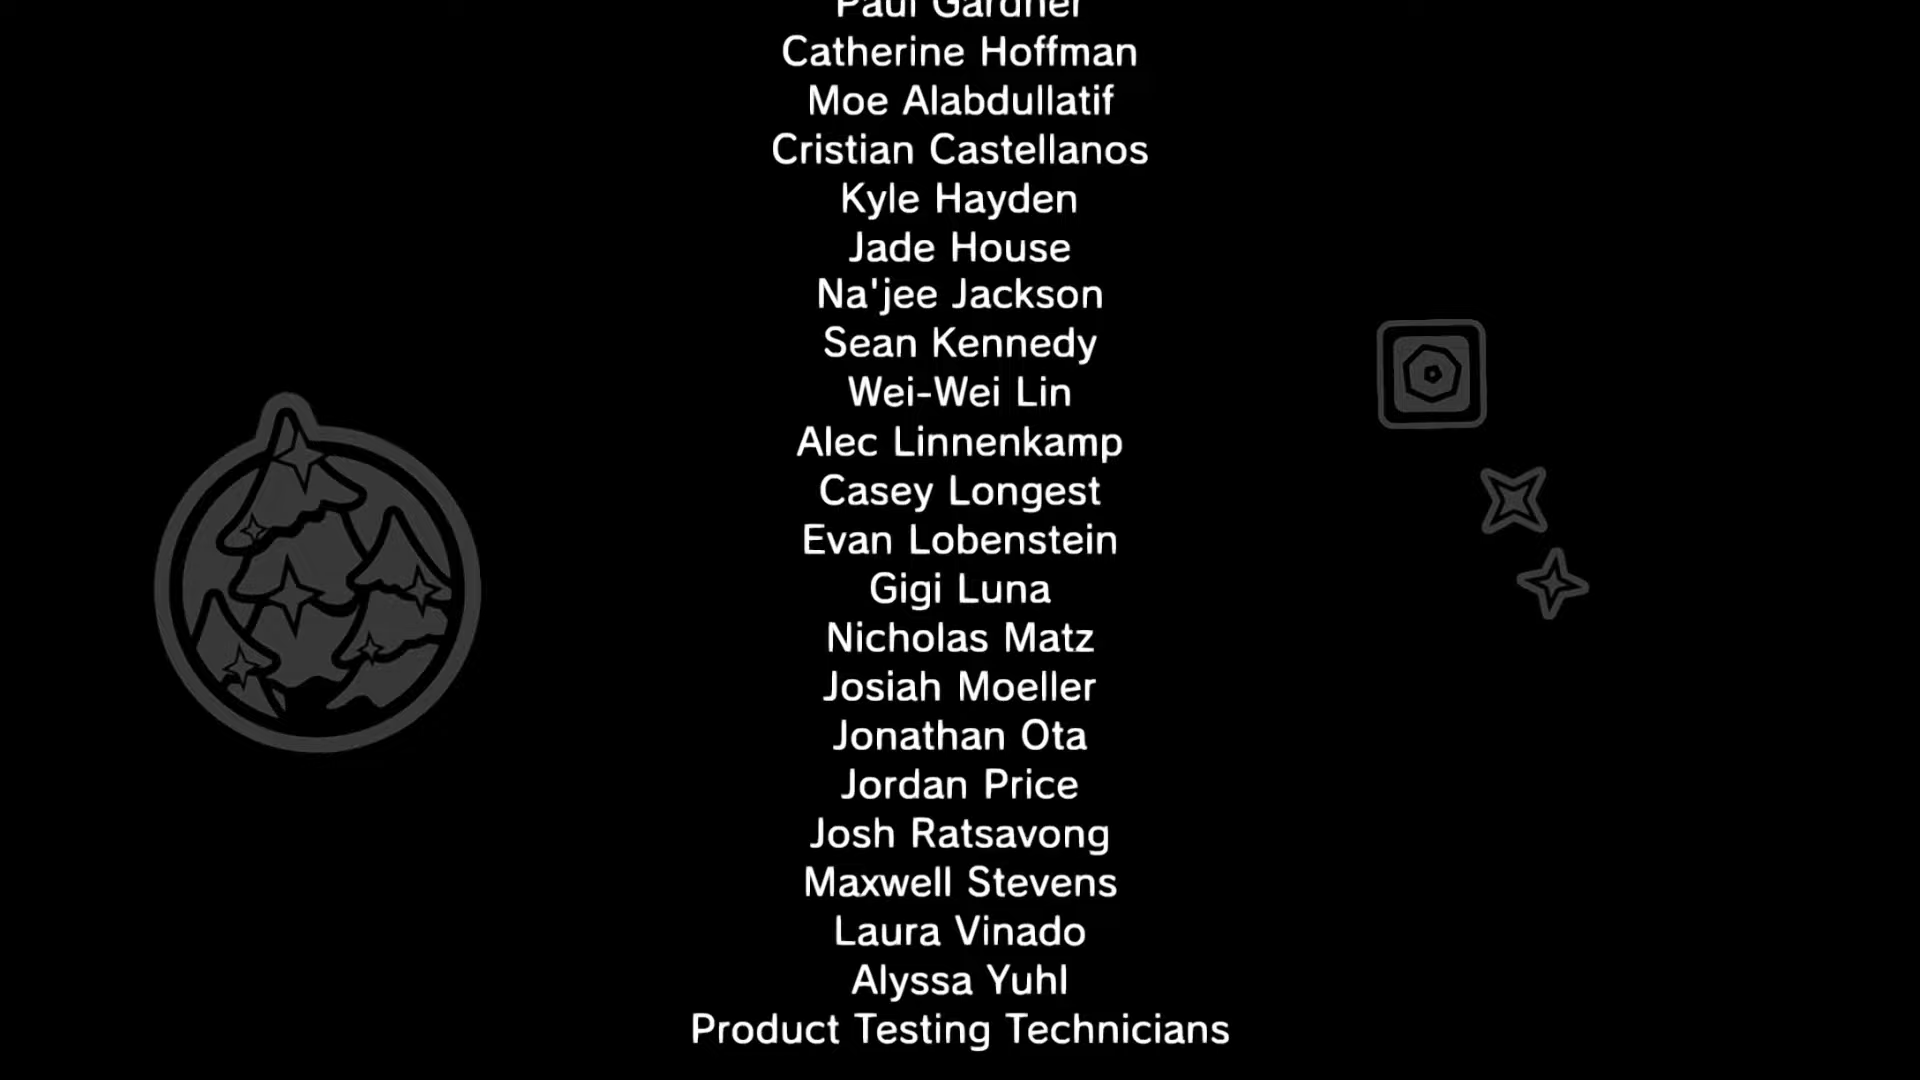 Paul Gardner
Catherine Hoffman
Moe Alabdullatif
Cristian Castellanos
Kyle Hayden
Jade House
Na'jee Jackson
Sean Kennedy
Wei-Wei Lin
Alec Linnenkamp
Casey Longest
Evan Lobenstein
Gigi Luna
Nicholas Matz
Josiah Moeller
Jonathan Ota
Jordan Price
Josh Ratsavong
Maxwell Stevens
Laura Vinado
Alyssa Yuhl
Product Testing Technicians